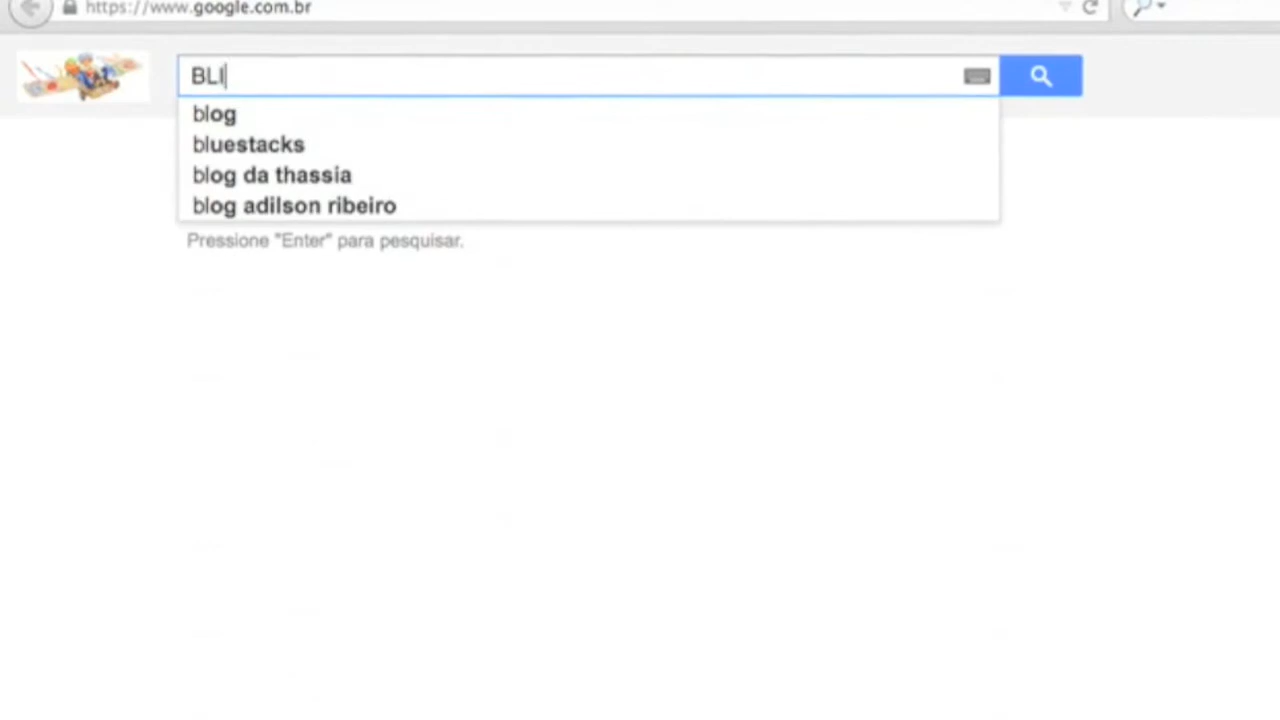 https://www.google.com.br
BLI
blog
bluestacks
blog da thassia
blog adilson ribeiro
Pressione "Enter" para pesquisar.